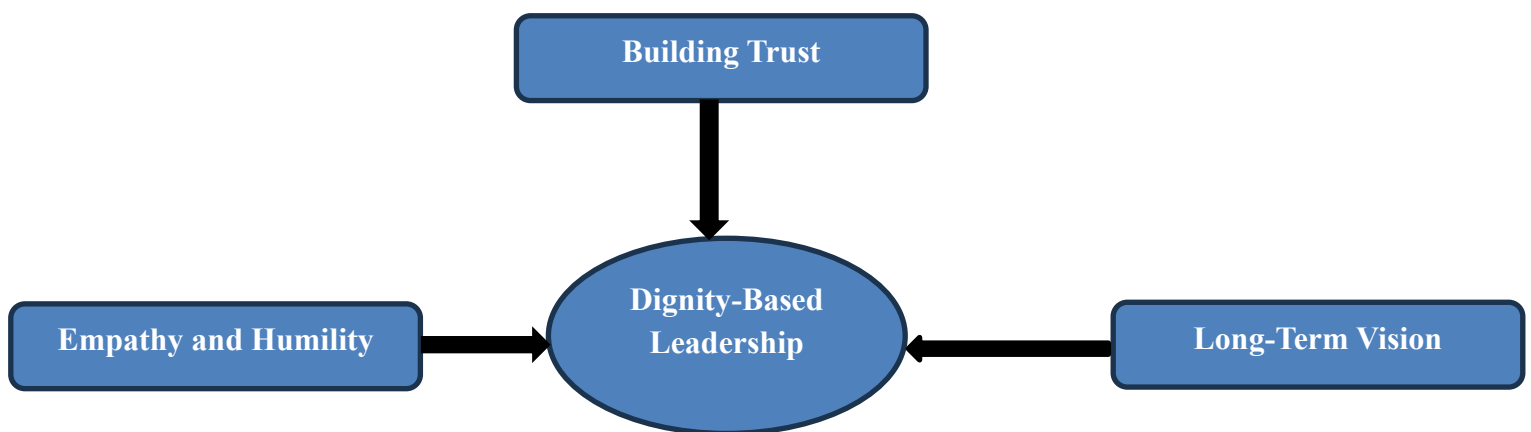 Building Trust
Dignity-Based
Leadership
Empathy and Humility
Long-Term Vision